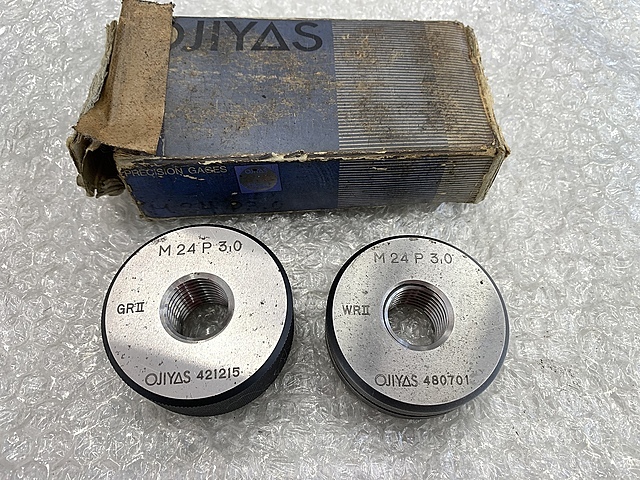 OJIYAS
PRECISION GAGES
M 24 P 3.0
GRII
OJIYAS 421215
M 24 P 3.0
WRII
OJIYAS 480701